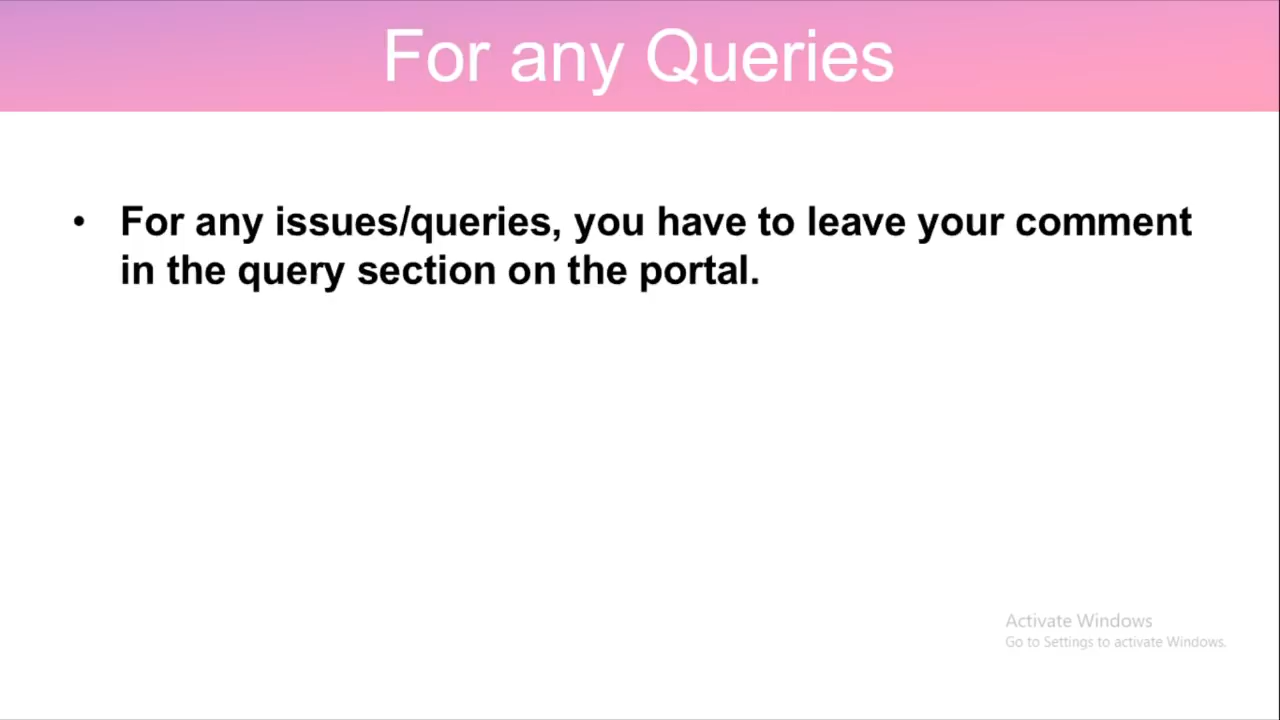 For any Queries
• For any issues/queries, you have to leave your comment
in the query section on the portal.
Activate Windows
Go to Settings to activate Windows.